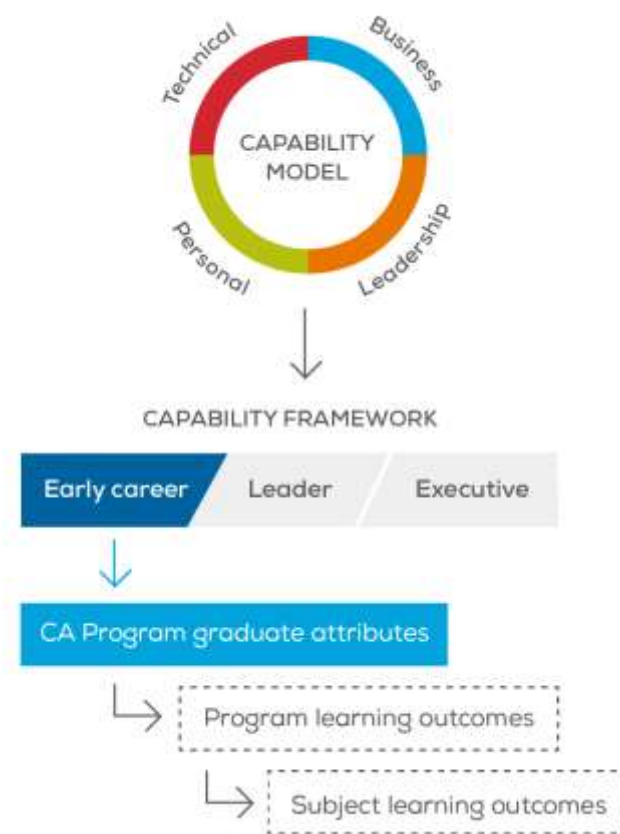 Technical
Business
CAPABILITY
MODEL
Personal
Leadership
CAPABILITY FRAMEWORK
Early career
Leader
Executive
CA Program graduate attributes
Program learning outcomes
Subject learning outcomes